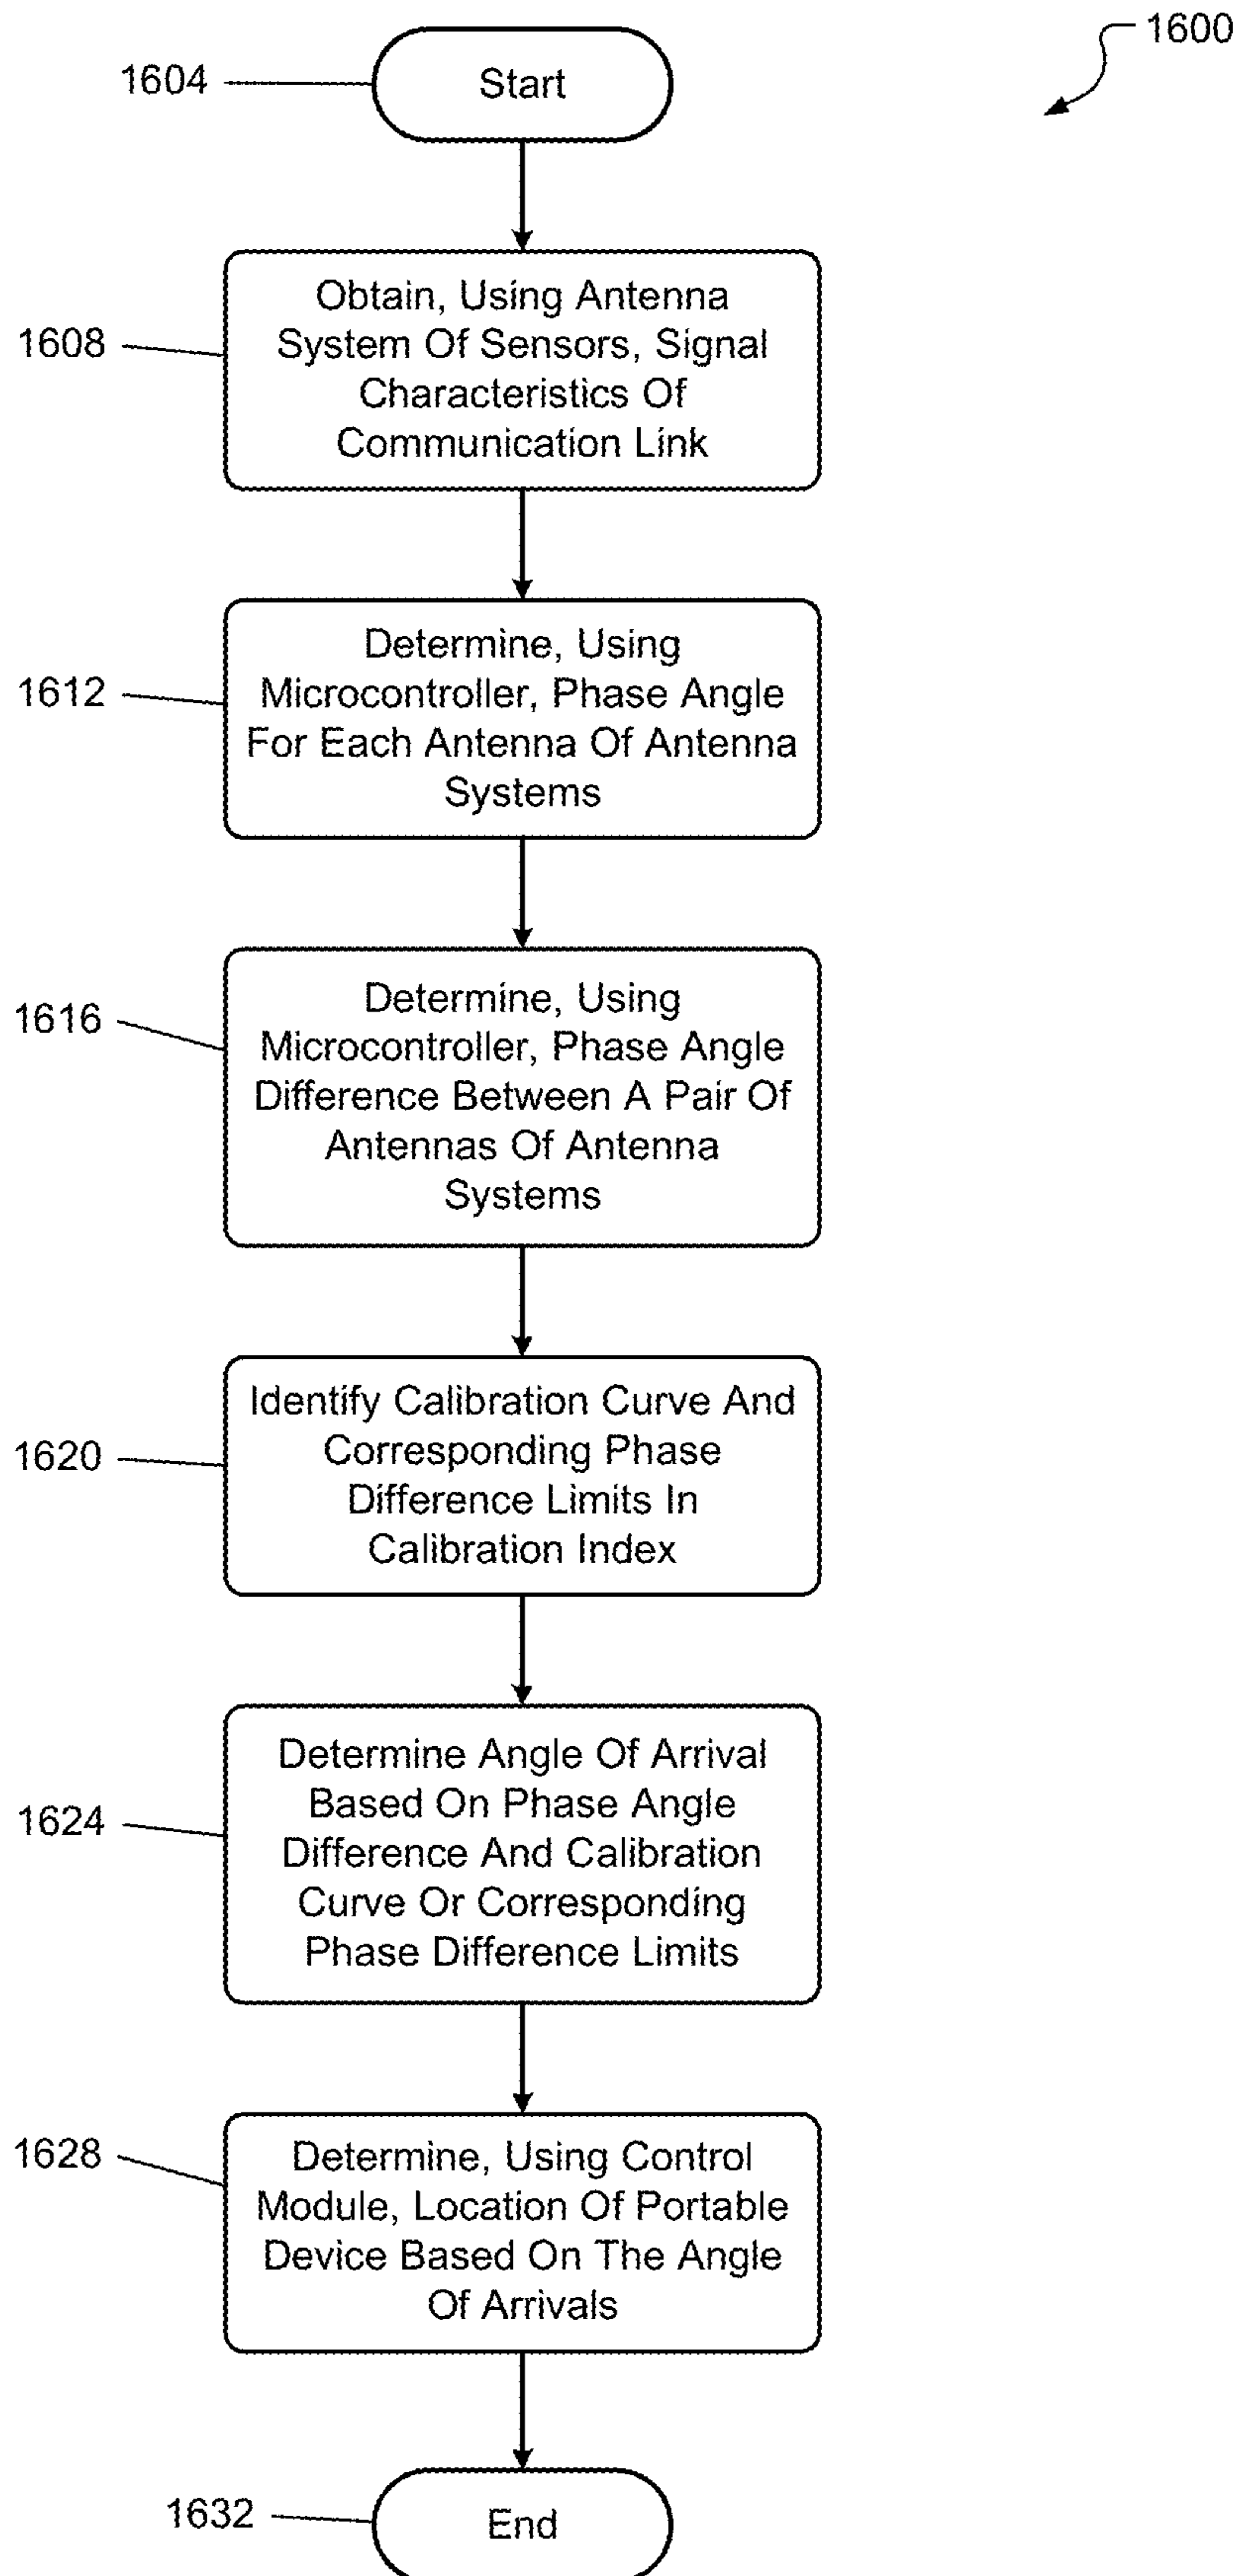 1600
1604
Start
1608
Obtain, Using Antenna
System Of Sensors, Signal
Characteristics Of
Communication Link
1612
Determine, Using
Microcontroller, Phase Angle
For Each Antenna Of Antenna
Systems
1616
Determine, Using
Microcontroller, Phase Angle
Difference Between A Pair Of
Antennas Of Antenna
Systems
1620
Identify Calibration Curve And
Corresponding Phase
Difference Limits In
Calibration Index
1624
Determine Angle Of Arrival
Based On Phase Angle
Difference And Calibration
Curve Or Corresponding
Phase Difference Limits
1628
Determine, Using Control
Module, Location Of Portable
Device Based On The Angle
Of Arrivals
1632
End